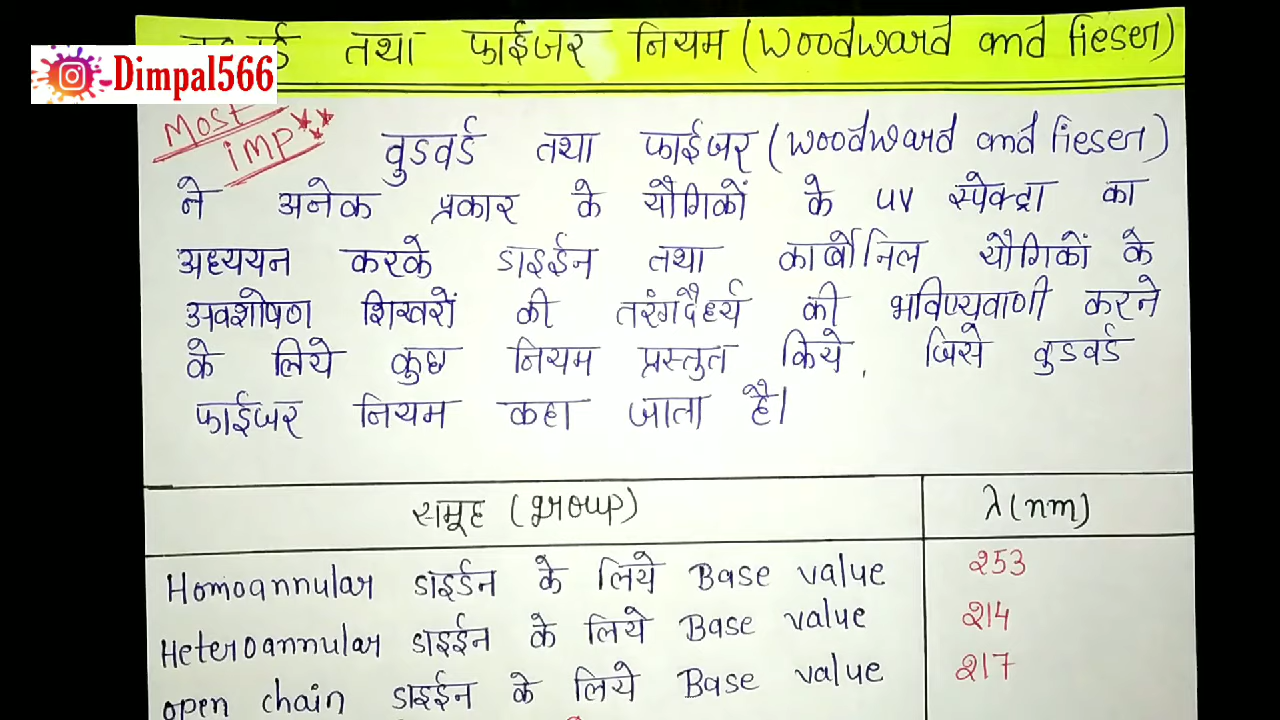 तथा फाईजर नियम (Woodward and fieser)
Dimpal566
Most
imp
वुडवर्ड तथा फाईजर (Woodward and fieser)
ने अनेक प्रकार के यौगिकों के UV स्पेक्ट्रा का
अध्ययन करके डाइईन तथा कार्बोनिल यौगिकों के
अवशोषण शिखरों की तरंगदैर्ध्य की भविष्यवाणी करने
के लिये कुछ नियम प्रस्तुत किये, जिसे वुडवर्ड
फाईजर नियम कहा जाता है।
समूह (group) λ(nm)
Homoannular डाइईन के लिये Base value 253
Heteroannular डाइईन के लिये Base value 214
open chain डाइईन के लिये Base value 217